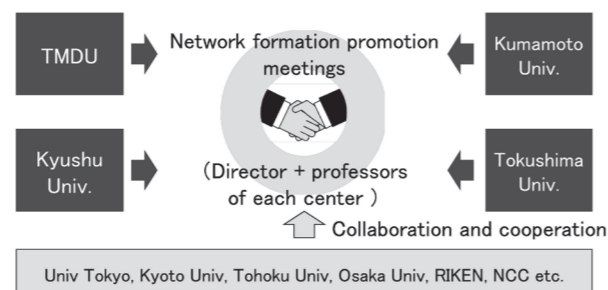 TMDU
Network formation promotion
meetings
Kumamoto
Univ.
Kyushu
Univ.
(Director + professors
of each center )
Tokushima
Univ.
Collaboration and cooperation
Univ Tokyo, Kyoto Univ, Tohoku Univ, Osaka Univ, RIKEN, NCC etc.